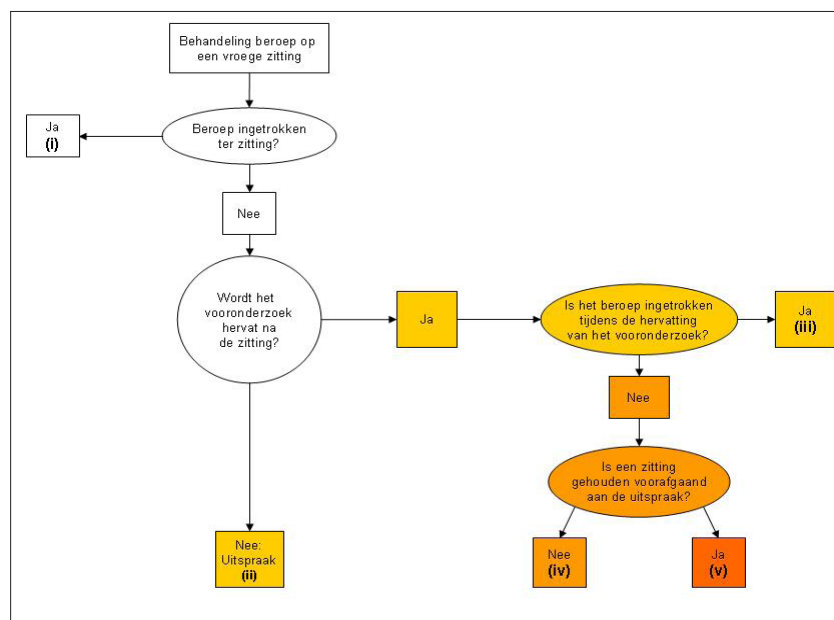 Behandeling beroep op
een vroege zitting
Beroep ingetrokken
ter zitting?
Ja
(i)
Nee
Wordt het
vooronderzoek
hervat na
de zitting?
Ja
Is het beroep ingetrokken
tijdens de hervatting
van het vooronderzoek?
Ja
(iii)
Nee
Is een zitting
gehouden voorafgaand
aan de uitspraak?
Nee:
Uitspraak
(ii)
Nee
(iv)
Ja
(v)